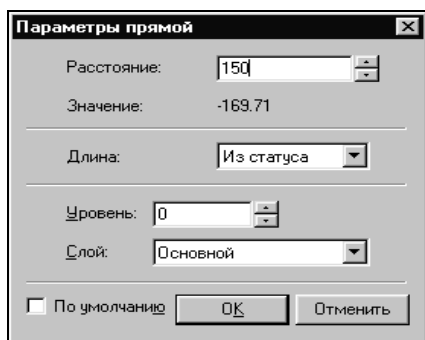 Параметры прямой
Расстояние: 150
Значение: -169.71
Длина: Из статуса
Уровень: 0
Слой: Основной
По умолчанию OK Отменить